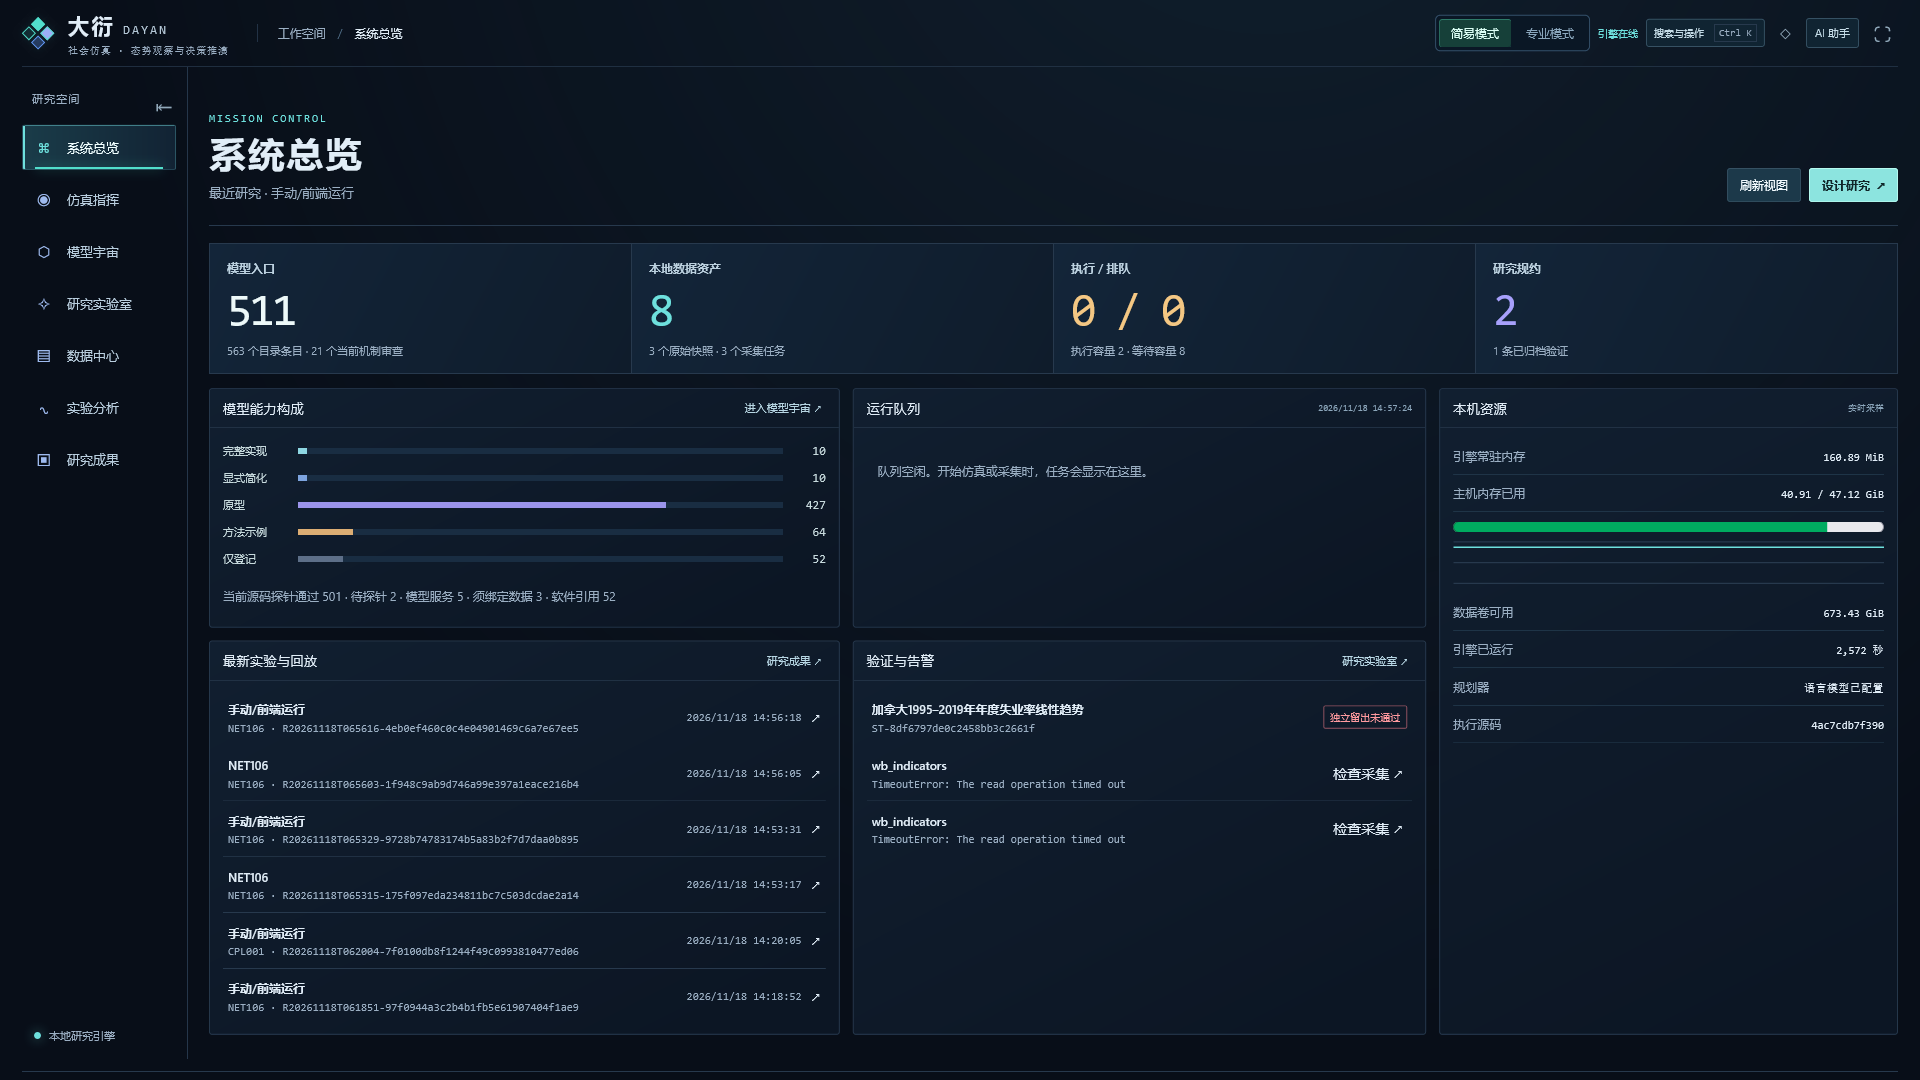 大衍 DAYAN
社会仿真 · 态势观察与决策推演
工作空间 / 系统总览
简易模式 专业模式 引擎在线 搜索与操作 Ctrl K AI 助手
研究空间
系统总览
仿真指挥
模型宇宙
研究实验室
数据中心
实验分析
研究成果
本地研究引擎
MISSION CONTROL
系统总览
最近研究 · 手动/前端运行
刷新视图 设计研究 ↗
模型入口
511
563 个目录条目 · 21 个当前机制审查
本地数据资产
8
3 个原始快照 · 3 个采集任务
执行 / 排队
0 / 0
执行容量 2 · 等待容量 8
研究规约
2
1 条已归档验证
模型能力构成 进入模型宇宙 ↗
完整实现 10
显式简化 10
原型 427
方法示例 64
仅登记 52
当前源码探针通过 501 · 待探针 2 · 模型服务 5 · 须绑定数据 3 · 软件引用 52
运行队列 2026/11/18 14:57:24
队列空闲。开始仿真或采集时，任务会显示在这里。
本机资源 实时采样
引擎常驻内存 160.89 MiB
主机内存已用 40.91 / 47.12 GiB
数据卷可用 673.43 GiB
引擎已运行 2,572 秒
规划器 语言模型已配置
执行源码 4ac7cdb7f390
最新实验与回放 研究成果 ↗
手动/前端运行 2026/11/18 14:56:18 ↗
NET106 · R20261118T065616-4eb0ef460c0c4e04901469c6a7e67ee5
NET106 2026/11/18 14:56:05 ↗
NET106 · R20261118T065603-1f948c9ab9d746a99e397a1eace216b4
手动/前端运行 2026/11/18 14:53:31 ↗
NET106 · R20261118T065329-9728b74783174b5a83b2f7d7daa0b895
NET106 2026/11/18 14:53:17 ↗
NET106 · R20261118T065315-175f097eda234811bc7c503dcdae2a14
手动/前端运行 2026/11/18 14:20:05 ↗
CPL001 · R20261118T062004-7f0100db8f1244f49c0993810477ed06
手动/前端运行 2026/11/18 14:18:52 ↗
NET106 · R20261118T061851-97f0944a3c2b4b1fb5e61907404f1ae9
验证与告警 研究实验室 ↗
加拿大1995–2019年年度失业率线性趋势 独立留出未通过
ST-8df6797de0c2458bb3c2661f
wb_indicators 检查采集 ↗
TimeoutError: The read operation timed out
wb_indicators 检查采集 ↗
TimeoutError: The read operation timed out